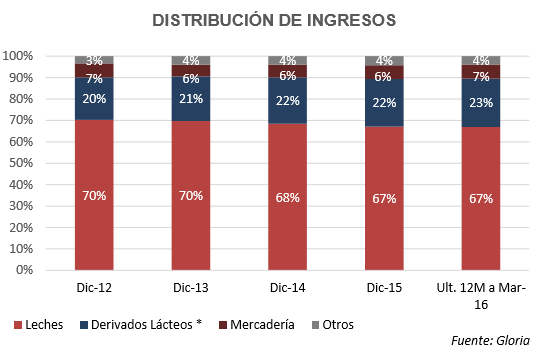 DISTRIBUCIÓN DE INGRESOS
100%
90%
80%
70%
60%
50%
40%
30%
20%
10%
0%
3% 4% 4% 4% 4%
7% 6% 6% 6% 7%
20% 21% 22% 22% 23%
70% 70% 68% 67% 67%
Dic-12 Dic-13 Dic-14 Dic-15 Ult. 12M a Mar-
16
Leches Derivados Lácteos * Mercadería Otros
Fuente: Gloria